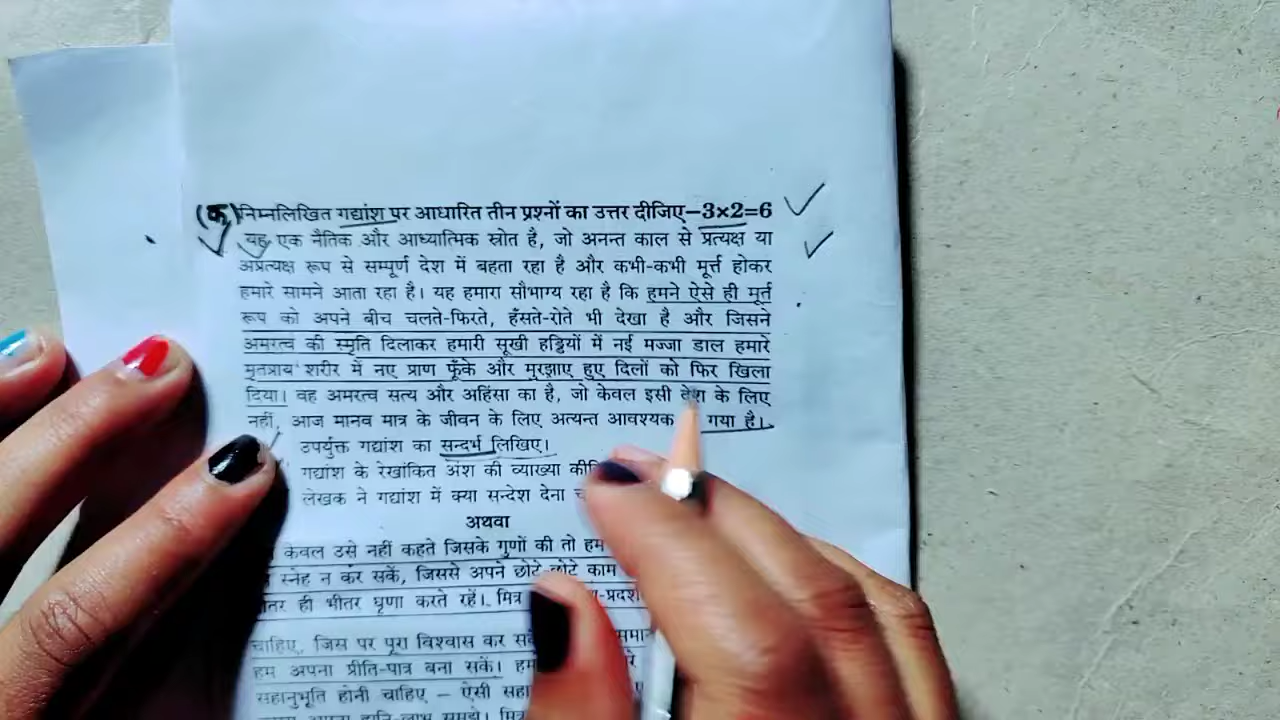 (क) निम्नलिखित गद्यांश पर आधारित तीन प्रश्नों का उत्तर दीजिए–3×2=6
यह एक नैतिक और आध्यात्मिक स्रोत है, जो अनन्त काल से प्रत्यक्ष या
अप्रत्यक्ष रूप से सम्पूर्ण देश में बहता रहा है और कभी-कभी मूर्त्त होकर
हमारे सामने आता रहा है। यह हमारा सौभाग्य रहा है कि हमने ऐसे ही मूर्त
रूप को अपने बीच चलते-फिरते, हँसते-रोते भी देखा है और जिसने
अमरत्व की स्मृति दिलाकर हमारी सूखी हड्डियों में नई मज्जा डाल हमारे
मृतप्राय शरीर में नए प्राण फूँके और मुरझाए हुए दिलों को फिर खिला
दिया। वह अमरत्व सत्य और अहिंसा का है, जो केवल इसी देश के लिए
नहीं, आज मानव मात्र के जीवन के लिए अत्यन्त आवश्यक गया है।
उपर्युक्त गद्यांश का सन्दर्भ लिखिए।
गद्यांश के रेखांकित अंश की व्याख्या
लेखक ने गद्यांश में क्या सन्देश देना
अथवा
केवल उसे नहीं कहते जिसके गुणों की तो हम
स्नेह न कर सकें, जिससे अपने छोटे-छोटे काम
ही भीतर घृणा करते रहें। मित्र
चाहिए, जिस पर पूरा विश्वास कर
हम अपना प्रीति-पात्र बना सकें।
सहानुभूति होनी चाहिए – ऐसी